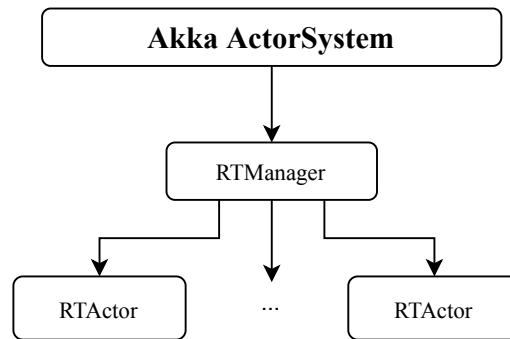 Akka ActorSystem
RTManager
RTActor
...
RTActor